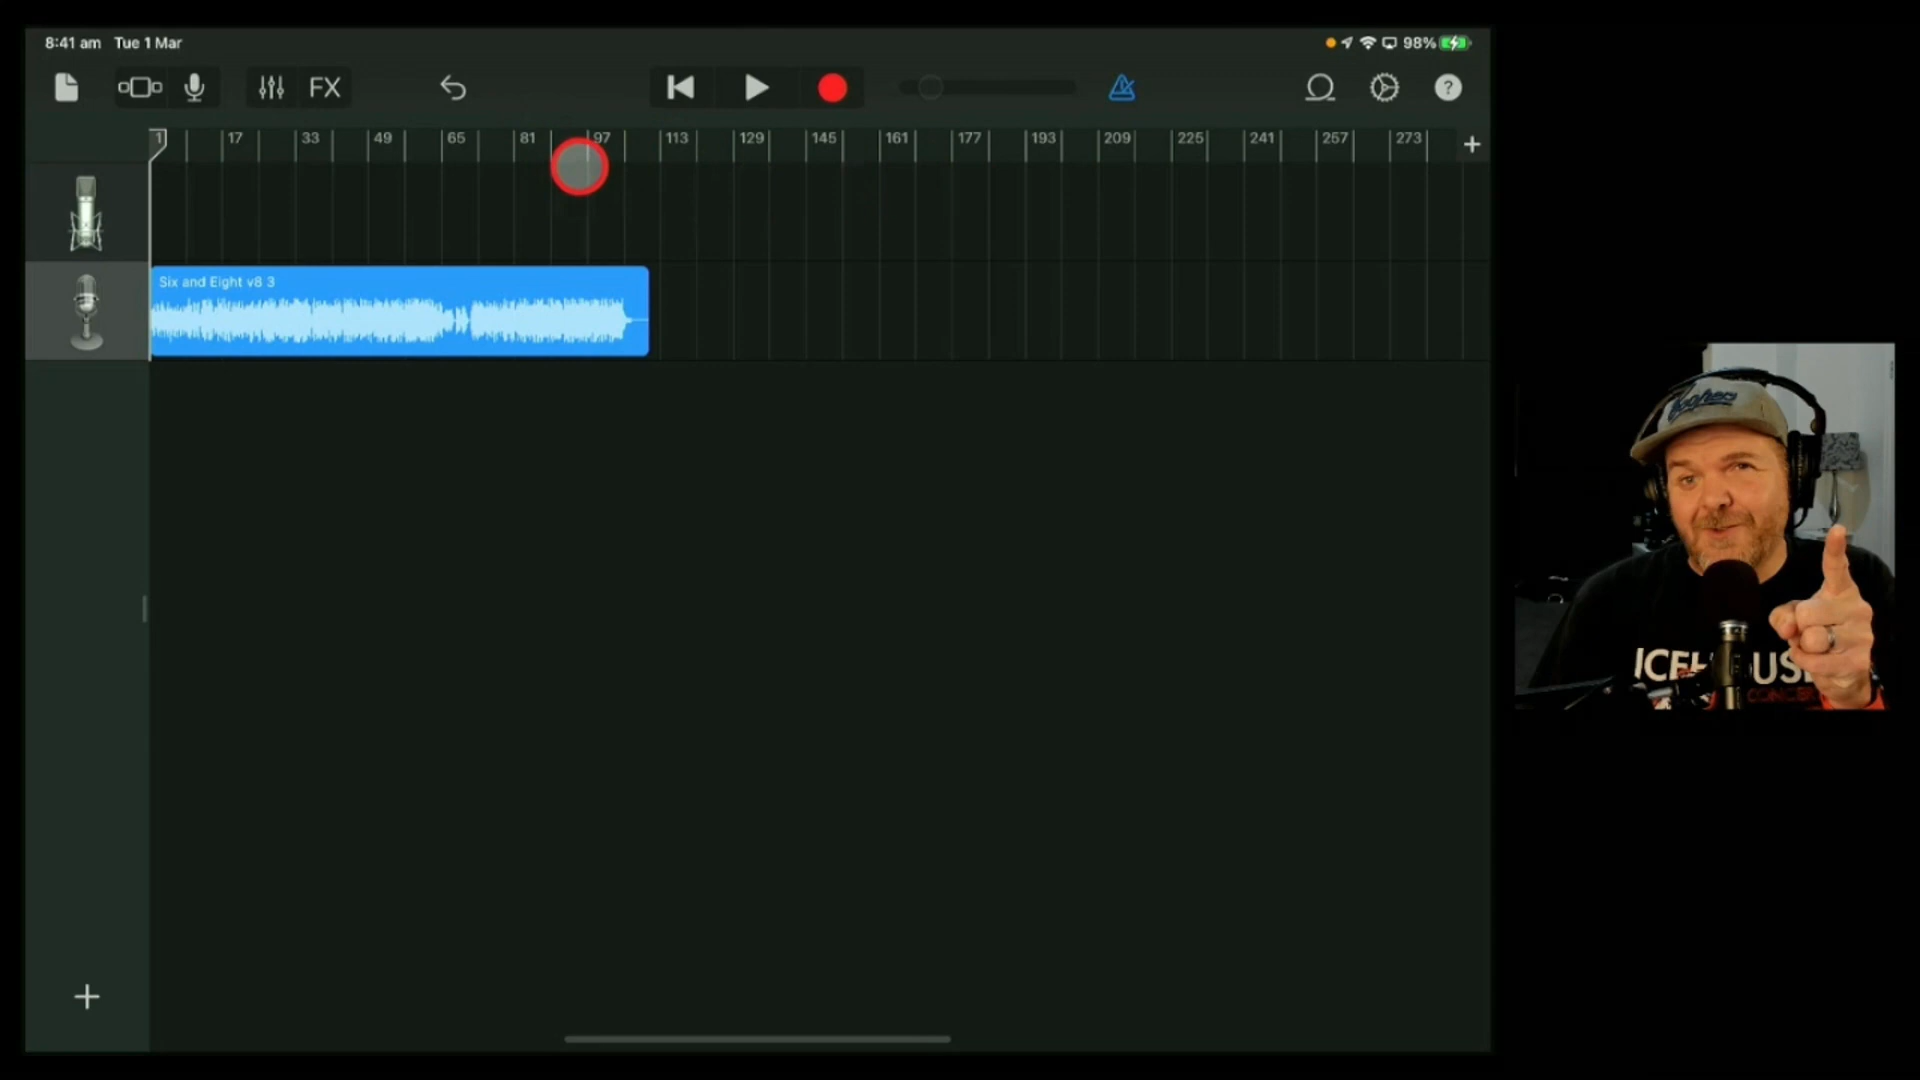 8:41 am Tue 1 Mar
98%
FX
?
1 17 33 49 65 81 97 113 129 145 161 177 193 209 225 241 257 273 +
Six and Eight v8 3
+